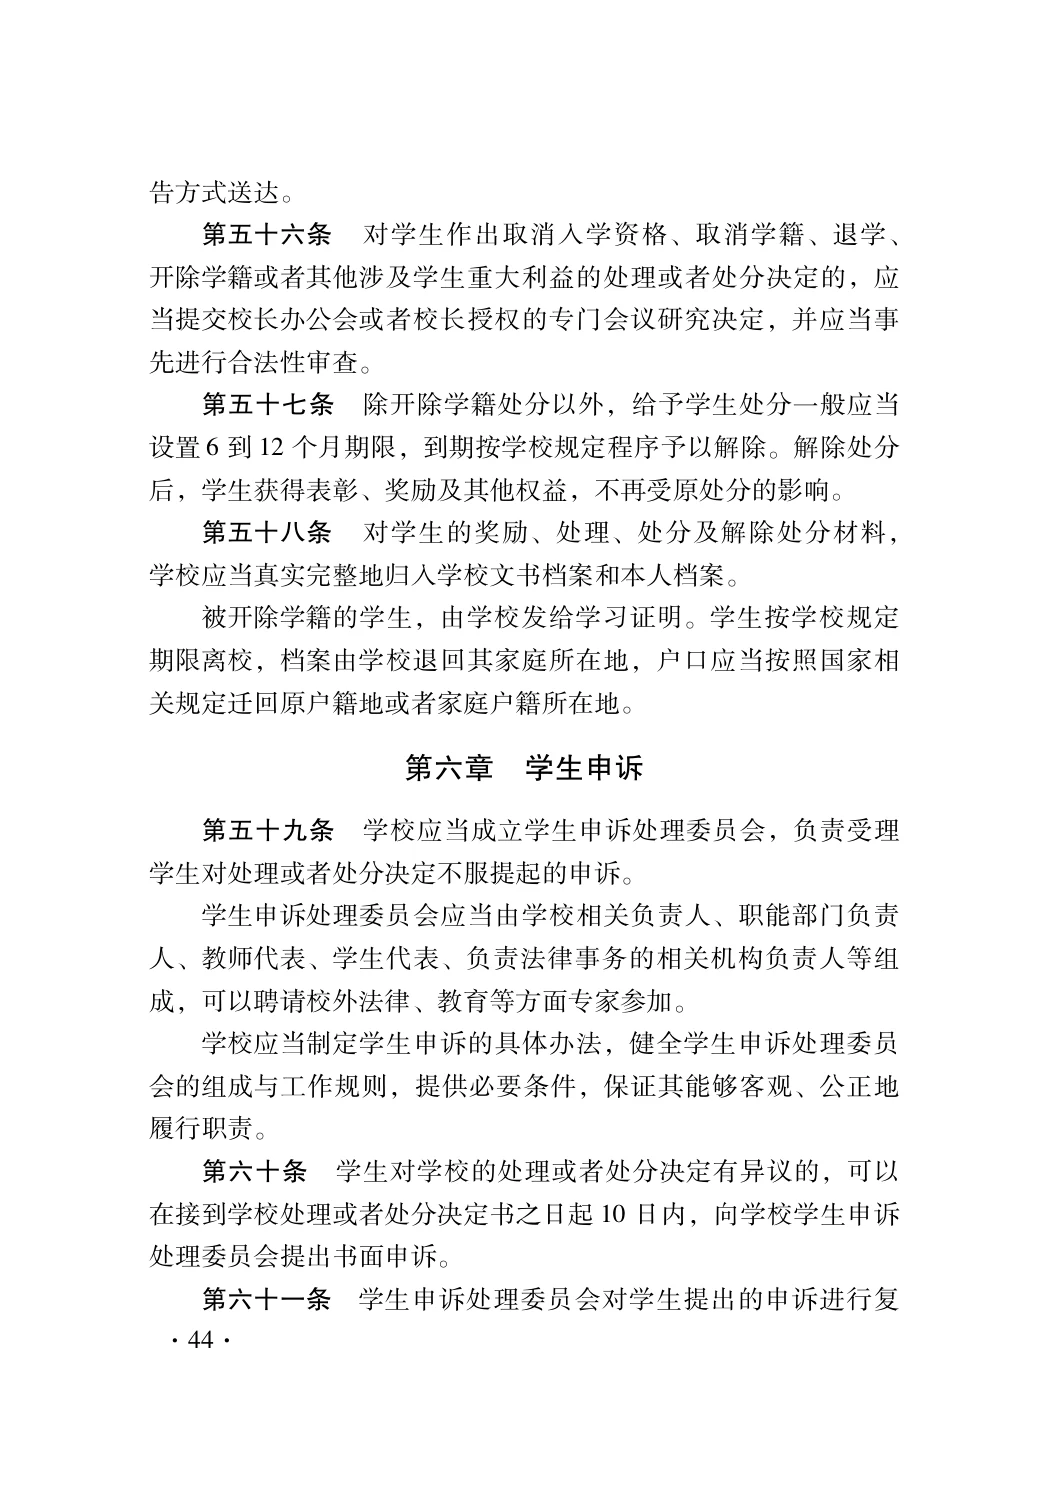 告方式送达。
第五十六条　对学生作出取消入学资格、取消学籍、退学、
开除学籍或者其他涉及学生重大利益的处理或者处分决定的，应
当提交校长办公会或者校长授权的专门会议研究决定，并应当事
先进行合法性审查。
第五十七条　除开除学籍处分以外，给予学生处分一般应当
设置 6 到 12 个月期限，到期按学校规定程序予以解除。解除处分
后，学生获得表彰、奖励及其他权益，不再受原处分的影响。
第五十八条　对学生的奖励、处理、处分及解除处分材料，
学校应当真实完整地归入学校文书档案和本人档案。
被开除学籍的学生，由学校发给学习证明。学生按学校规定
期限离校，档案由学校退回其家庭所在地，户口应当按照国家相
关规定迁回原户籍地或者家庭户籍所在地。
第六章　学生申诉
第五十九条　学校应当成立学生申诉处理委员会，负责受理
学生对处理或者处分决定不服提起的申诉。
学生申诉处理委员会应当由学校相关负责人、职能部门负责
人、教师代表、学生代表、负责法律事务的相关机构负责人等组
成，可以聘请校外法律、教育等方面专家参加。
学校应当制定学生申诉的具体办法，健全学生申诉处理委员
会的组成与工作规则，提供必要条件，保证其能够客观、公正地
履行职责。
第六十条　学生对学校的处理或者处分决定有异议的，可以
在接到学校处理或者处分决定书之日起 10 日内，向学校学生申诉
处理委员会提出书面申诉。
第六十一条　学生申诉处理委员会对学生提出的申诉进行复
· 44 ·